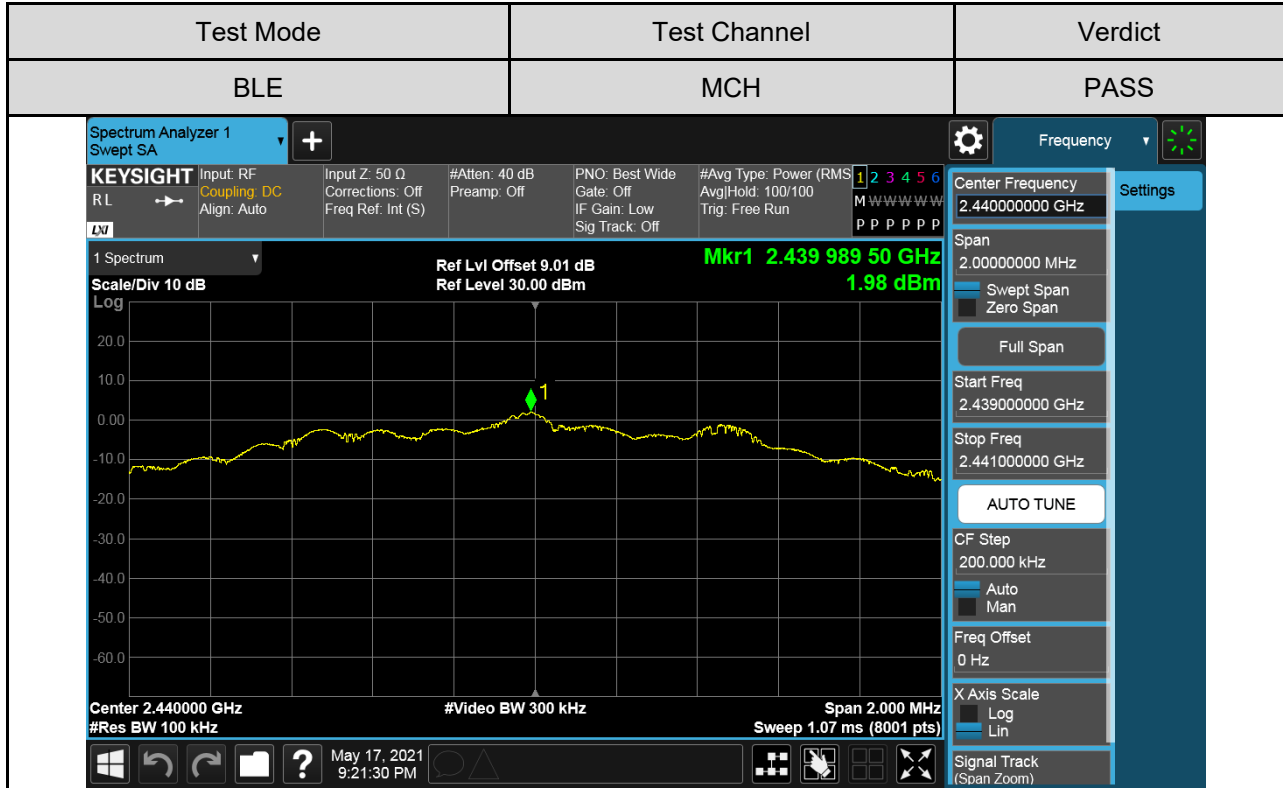 Test Mode Test Channel Verdict
BLE MCH PASS
Spectrum Analyzer 1
Swept SA
Frequency
KEYSIGHT
R L
LXI
Input: RF
Coupling: DC
Align: Auto
Input Z: 50 Ω
Corrections: Off
Freq Ref: Int (S)
#Atten: 40 dB
Preamp: Off
PNO: Best Wide
Gate: Off
IF Gain: Low
Sig Track: Off
#Avg Type: Power (RMS
Avg|Hold: 100/100
Trig: Free Run
1 2 3 4 5 6
M W W W W W
P P P P P P
1 Spectrum
Scale/Div 10 dB
Ref Lvl Offset 9.01 dB
Ref Level 30.00 dBm
Mkr1 2.439 989 50 GHz
1.98 dBm
Log
20.0
10.0
0.00
-10.0
-20.0
-30.0
-40.0
-50.0
-60.0
1
Center 2.440000 GHz #Video BW 300 kHz Span 2.000 MHz
#Res BW 100 kHz Sweep 1.07 ms (8001 pts)
?
May 17, 2021
9:21:30 PM
Center Frequency
2.440000000 GHz
Settings
Span
2.00000000 MHz
Swept Span
Zero Span
Full Span
Start Freq
2.439000000 GHz
Stop Freq
2.441000000 GHz
AUTO TUNE
CF Step
200.000 kHz
Auto
Man
Freq Offset
0 Hz
X Axis Scale
Log
Lin
Signal Track
(Span Zoom)